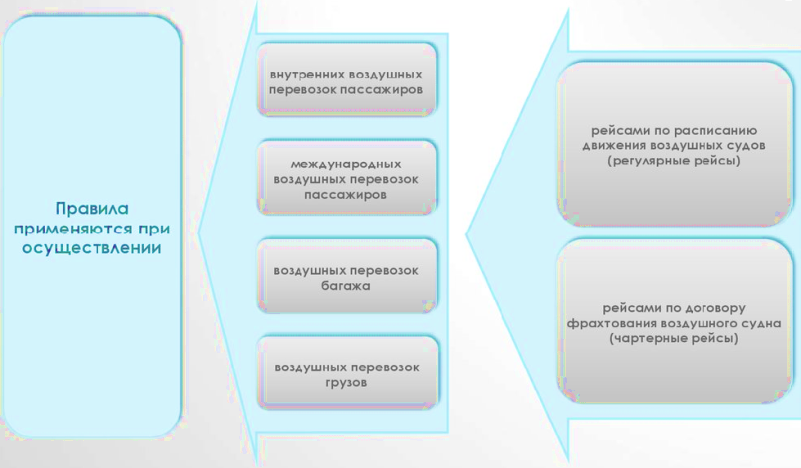 Правила
применяются при
осуществлении
внутренних воздушных
перевозок пассажиров
международных
воздушных перевозок
пассажиров
воздушных перевозок
багажа
воздушных перевозок
грузов
рейсами по расписанию
движения воздушных судов
(регулярные рейсы)
рейсами по договору
фрахтования воздушного судна
(чартерные рейсы)